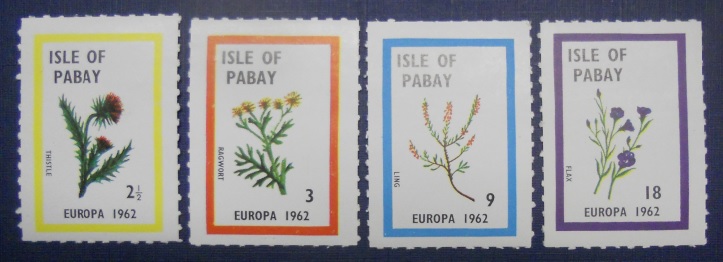 ISLE OF
PABAY
THISTLE
2½
EUROPA 1962
ISLE OF
PABAY
RAGWORT
3
EUROPA 1962
ISLE OF
PABAY
LING
9
EUROPA 1962
ISLE OF
PABAY
FLAX
18
EUROPA 1962